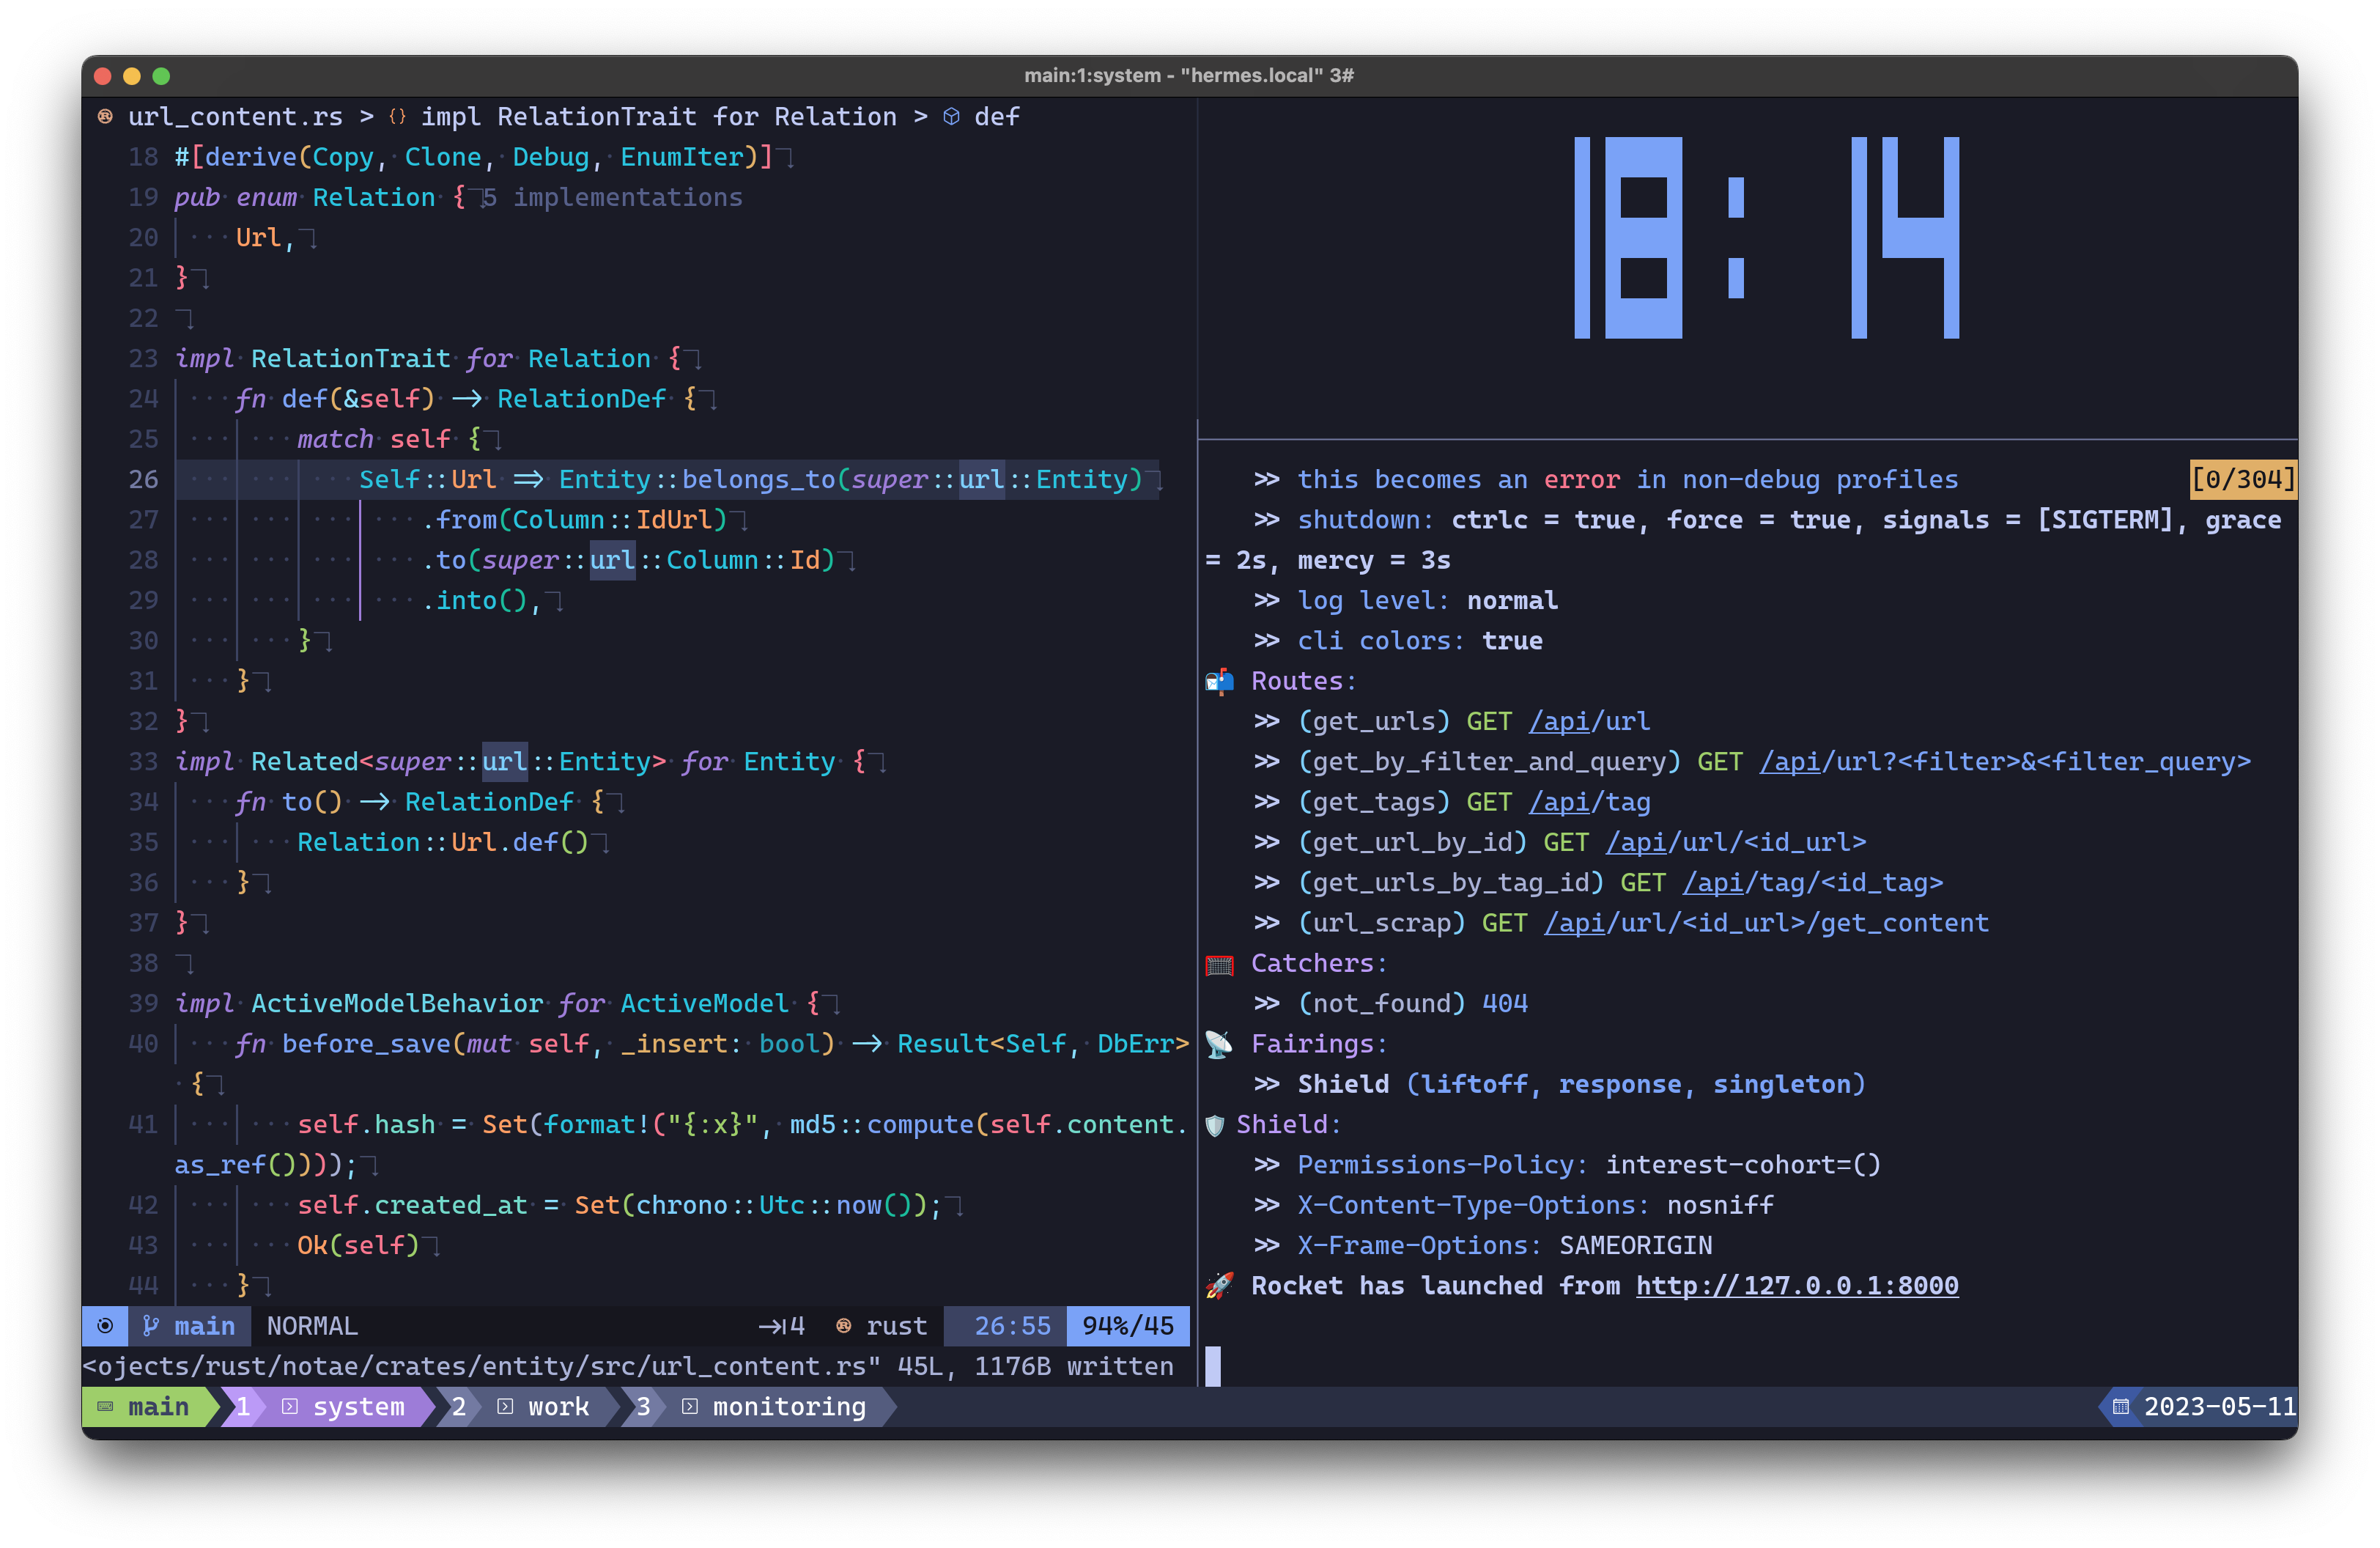 main:1:system - "hermes.local" 3#
url_content.rs > {} impl RelationTrait for Relation > def
18 #[derive(Copy, Clone, Debug, EnumIter)]
19 pub enum Relation { 5 implementations
20 Url,
21 }
22
23 impl RelationTrait for Relation {
24 fn def(&self) -> RelationDef {
25 match self {
26 Self::Url => Entity::belongs_to(super::url::Entity)
27 .from(Column::IdUrl)
28 .to(super::url::Column::Id)
29 .into(),
30 }
31 }
32 }
33 impl Related<super::url::Entity> for Entity {
34 fn to() -> RelationDef {
35 Relation::Url.def()
36 }
37 }
38
39 impl ActiveModelBehavior for ActiveModel {
40 fn before_save(mut self, _insert: bool) -> Result<Self, DbErr>
{
41 self.hash = Set(format!("{:x}", md5::compute(self.content.
as_ref())));
42 self.created_at = Set(chrono::Utc::now());
43 Ok(self)
44 }
main NORMAL ->|4 rust 26:55 94%/45
<ojects/rust/notae/crates/entity/src/url_content.rs" 45L, 1176B written
18:14
>> this becomes an error in non-debug profiles [0/304]
>> shutdown: ctrlc = true, force = true, signals = [SIGTERM], grace
= 2s, mercy = 3s
>> log level: normal
>> cli colors: true
📬 Routes:
>> (get_urls) GET /api/url
>> (get_by_filter_and_query) GET /api/url?<filter>&<filter_query>
>> (get_tags) GET /api/tag
>> (get_url_by_id) GET /api/url/<id_url>
>> (get_urls_by_tag_id) GET /api/tag/<id_tag>
>> (url_scrap) GET /api/url/<id_url>/get_content
🥅 Catchers:
>> (not_found) 404
📡 Fairings:
>> Shield (liftoff, response, singleton)
🛡️ Shield:
>> Permissions-Policy: interest-cohort=()
>> X-Content-Type-Options: nosniff
>> X-Frame-Options: SAMEORIGIN
🚀 Rocket has launched from http://127.0.0.1:8000
main 1 system 2 work 3 monitoring 2023-05-11